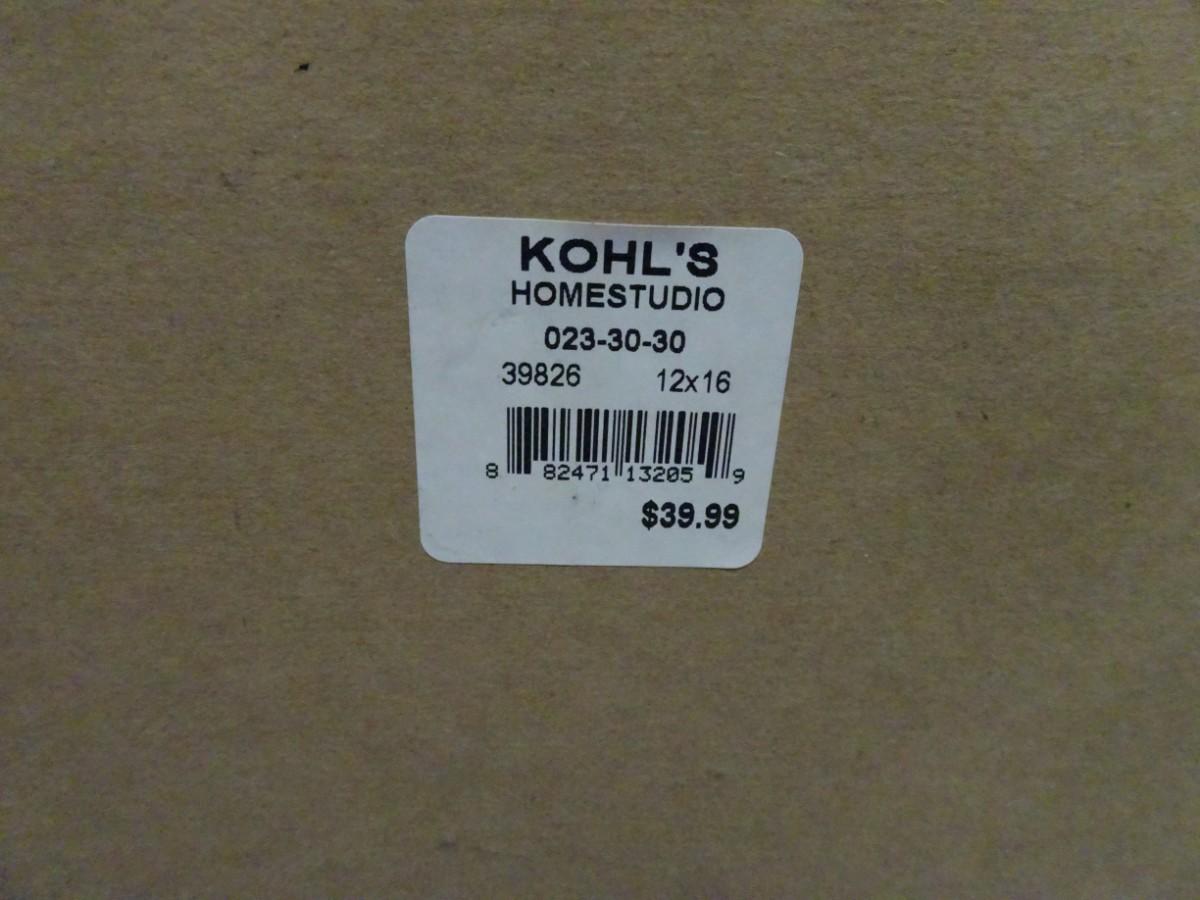 KOHL'S
HOMESTUDIO
023-30-30
39826 12x16
8 82471 13205 9
$39.99